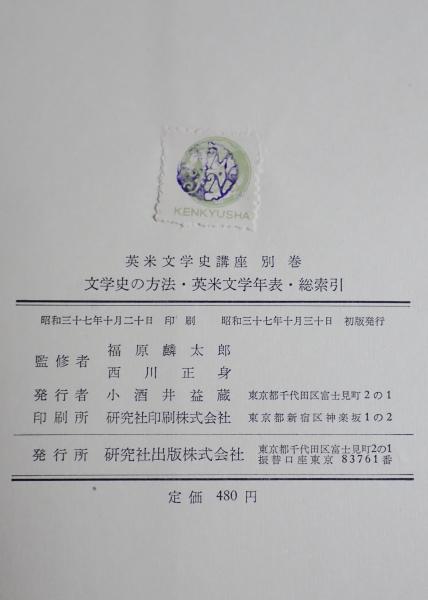 KENKYUSHA
英米文学史講座 別巻
文学史の方法・英米文学年表・総索引
昭和三十七年十月二十日 印刷 昭和三十七年十月三十日 初版発行
監修者 福原麟太郎
西川正身
発行者 小酒井益蔵 東京都千代田区富士見町2の1
印刷所 研究社印刷株式会社 東京都新宿区神楽坂1の2
発行所 研究社出版株式会社 東京都千代田区富士見町2の1
振替口座東京 83761番
定価 480円